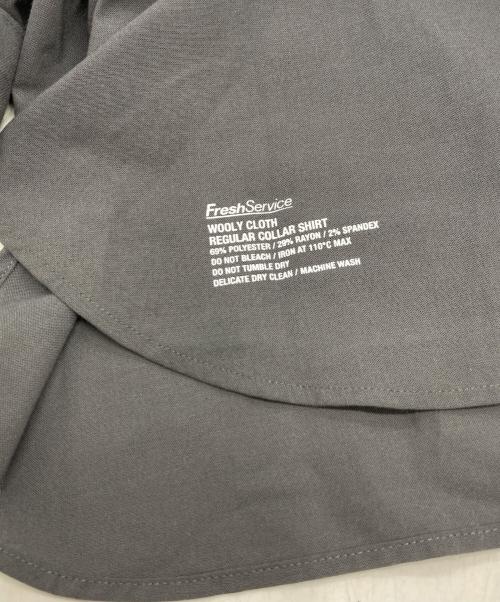 FreshService
WOOLY CLOTH
REGULAR COLLAR SHIRT
69% POLYESTER / 29% RAYON / 2% SPANDEX
DO NOT BLEACH / IRON AT 110°C MAX
DO NOT TUMBLE DRY
DELICATE DRY CLEAN / MACHINE WASH